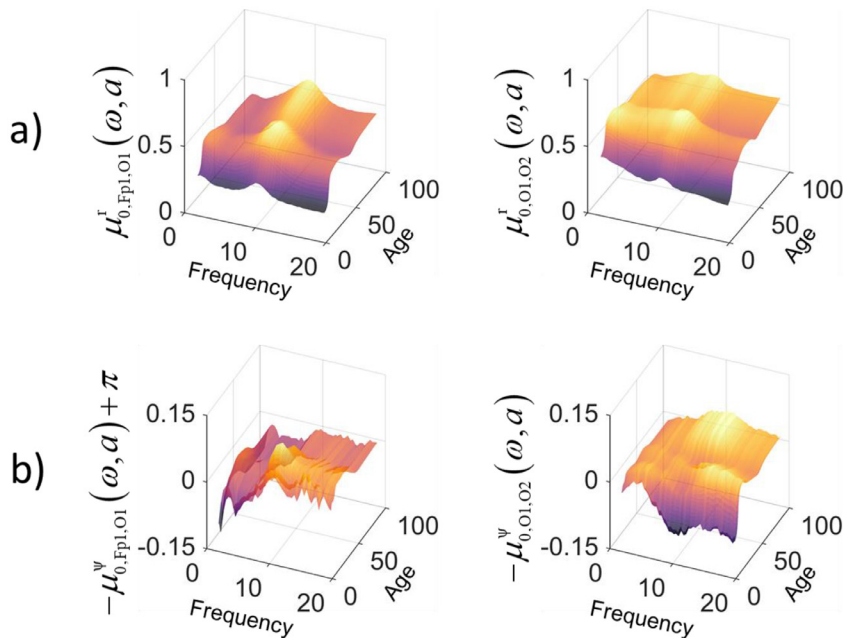 a)
μ^r_{0,Fp1,O1}(ω,a)
1
0.5
0
0
10
20
Frequency
0
50
100
Age
μ^r_{0,O1,O2}(ω,a)
1
0.5
0
0
10
20
Frequency
0
50
100
Age
b)
−μ^ψ_{0,Fp1,O1}(ω,a)+π
0.15
0
-0.15
0
10
20
Frequency
0
50
100
Age
−μ^ψ_{0,O1,O2}(ω,a)
0.15
0
-0.15
0
10
20
Frequency
0
50
100
Age